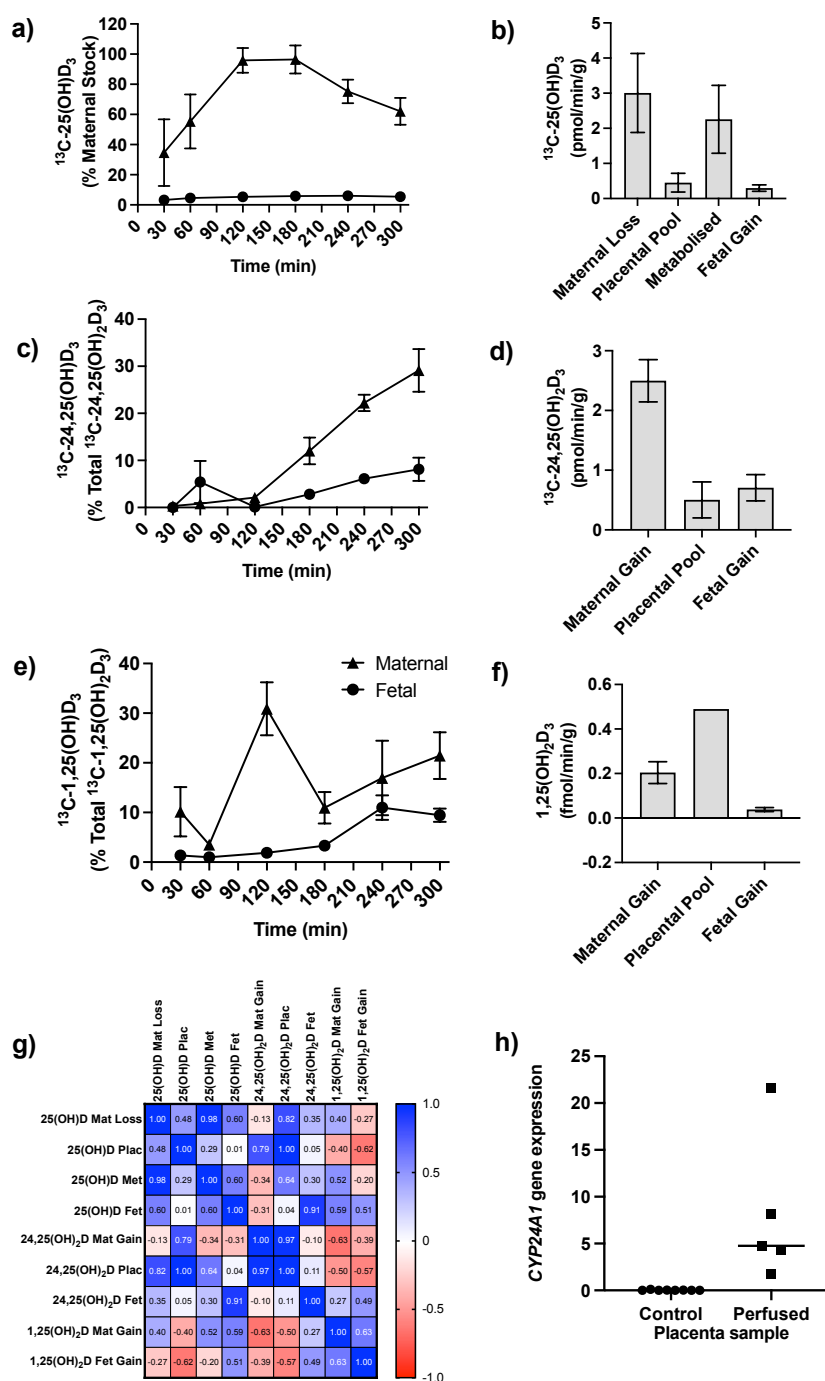 a)
¹³C-25(OH)D₃
(% Maternal Stock)
120
100
80
60
40
20
0
0 30 60 90 120 150 180 210 240 270 300
Time (min)
b)
¹³C-25(OH)D₃
(pmol/min/g)
5
4
3
2
1
0
Maternal Loss
Placental Pool
Metabolised
Fetal Gain
c)
¹³C-24,25(OH)D₃
(% Total ¹³C-24,25(OH)₂D₃)
40
30
20
10
0
0 30 60 90 120 150 180 210 240 270 300
Time (min)
d)
¹³C-24,25(OH)₂D₃
(pmol/min/g)
3
2
1
0
Maternal Gain
Placental Pool
Fetal Gain
e)
¹³C-1,25(OH)D₃
(% Total ¹³C-1,25(OH)₂D₃)
40
30
20
10
0
0 30 60 90 120 150 180 210 240 270 300
Time (min)
Maternal
Fetal
f)
1,25(OH)₂D₃
(fmol/min/g)
0.6
0.4
0.2
0.0
-0.2
Maternal Gain
Placental Pool
Fetal Gain
g)
25(OH)D Mat Loss
25(OH)D Plac
25(OH)D Met
25(OH)D Fet
24,25(OH)₂D Mat Gain
24,25(OH)₂D Plac
24,25(OH)₂D Fet
1,25(OH)₂D Mat Gain
1,25(OH)₂D Fet Gain
25(OH)D Mat Loss 1.00 0.48 0.98 0.60 -0.13 0.82 0.35 0.40 -0.27
25(OH)D Plac 0.48 1.00 0.29 0.01 0.79 1.00 0.05 -0.40 -0.62
25(OH)D Met 0.98 0.29 1.00 0.60 -0.34 0.64 0.30 0.52 -0.20
25(OH)D Fet 0.60 0.01 0.60 1.00 -0.31 0.04 0.91 0.59 0.51
24,25(OH)₂D Mat Gain -0.13 0.79 -0.34 -0.31 1.00 0.97 -0.10 -0.63 -0.39
24,25(OH)₂D Plac 0.82 1.00 0.64 0.04 0.97 1.00 0.11 -0.50 -0.57
24,25(OH)₂D Fet 0.35 0.05 0.30 0.91 -0.10 0.11 1.00 0.27 0.49
1,25(OH)₂D Mat Gain 0.40 -0.40 0.52 0.59 -0.63 -0.50 0.27 1.00 0.63
1,25(OH)₂D Fet Gain -0.27 -0.62 -0.20 0.51 -0.39 -0.57 0.49 0.63 1.00
1.0
0.5
0
-0.5
-1.0
h)
CYP24A1 gene expression
25
20
15
10
5
0
Control Perfused
Placenta sample